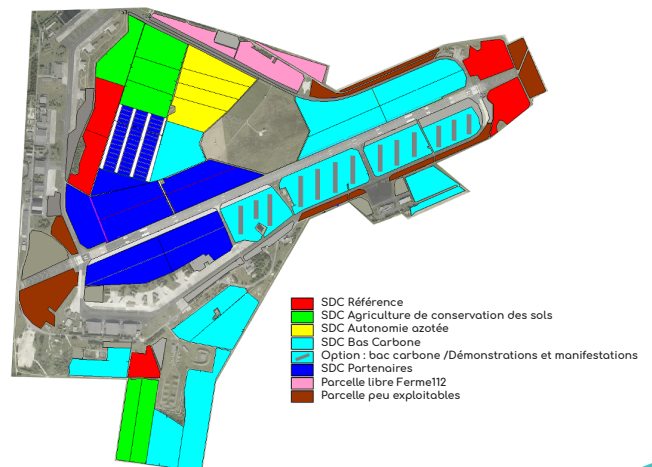 SDC Référence
SDC Agriculture de conservation des sols
SDC Autonomie azotée
SDC Bas Carbone
Option : bac carbone /Démonstrations et manifestations
SDC Partenaires
Parcelle libre Ferme112
Parcelle peu exploitables